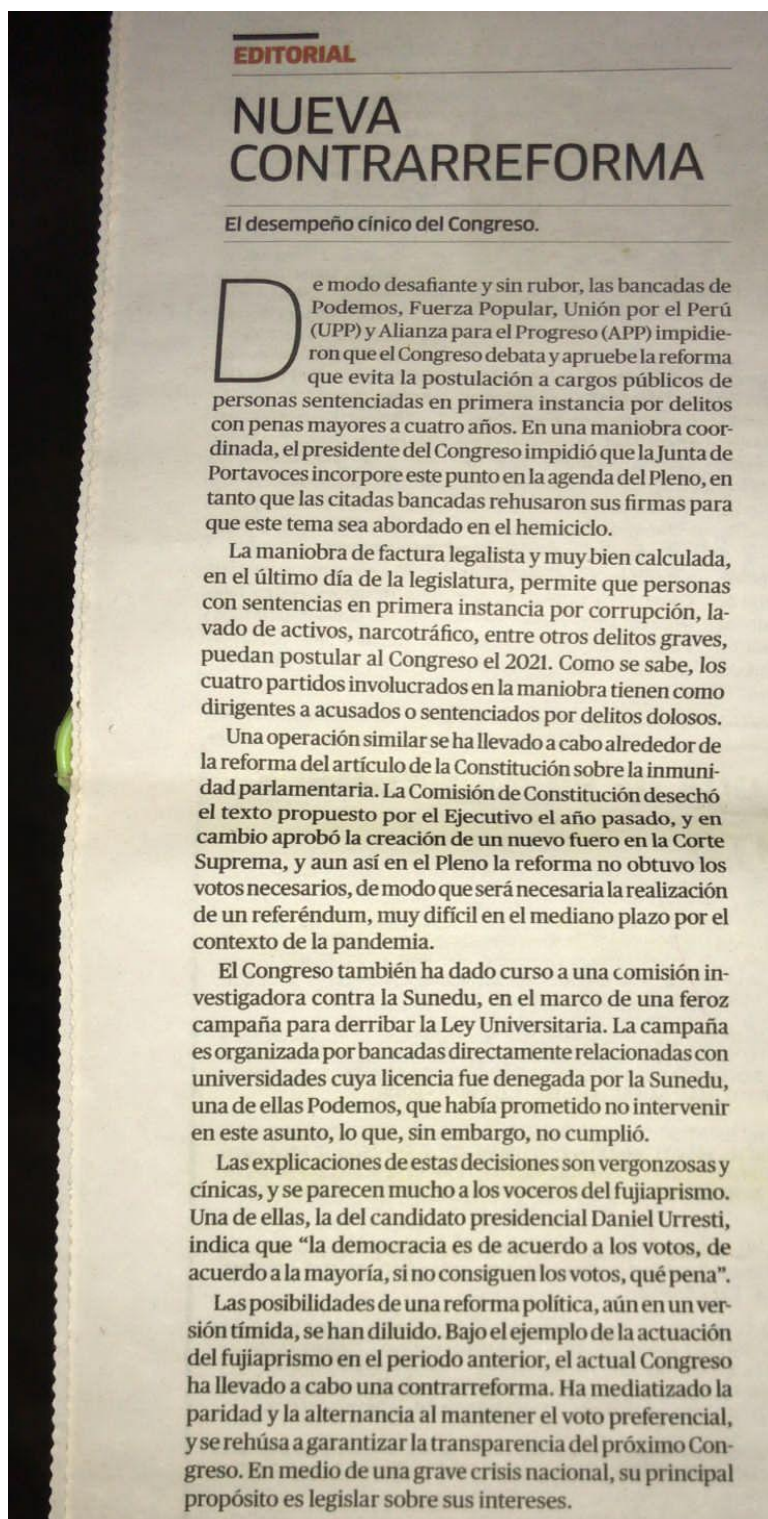 EDITORIAL
NUEVA
CONTRARREFORMA
El desempeño cínico del Congreso.
De modo desafiante y sin rubor, las bancadas de
Podemos, Fuerza Popular, Unión por el Perú
(UPP) y Alianza para el Progreso (APP) impidie-
ron que el Congreso debata y apruebe la reforma
que evita la postulación a cargos públicos de
personas sentenciadas en primera instancia por delitos
con penas mayores a cuatro años. En una maniobra coor-
dinada, el presidente del Congreso impidió que la Junta de
Portavoces incorpore este punto en la agenda del Pleno, en
tanto que las citadas bancadas rehusaron sus firmas para
que este tema sea abordado en el hemiciclo.
La maniobra de factura legalista y muy bien calculada,
en el último día de la legislatura, permite que personas
con sentencias en primera instancia por corrupción, la-
vado de activos, narcotráfico, entre otros delitos graves,
puedan postular al Congreso el 2021. Como se sabe, los
cuatro partidos involucrados en la maniobra tienen como
dirigentes a acusados o sentenciados por delitos dolosos.
Una operación similar se ha llevado a cabo alrededor de
la reforma del artículo de la Constitución sobre la inmuni-
dad parlamentaria. La Comisión de Constitución desechó
el texto propuesto por el Ejecutivo el año pasado, y en
cambio aprobó la creación de un nuevo fuero en la Corte
Suprema, y aun así en el Pleno la reforma no obtuvo los
votos necesarios, de modo que será necesaria la realización
de un referéndum, muy difícil en el mediano plazo por el
contexto de la pandemia.
El Congreso también ha dado curso a una comisión in-
vestigadora contra la Sunedu, en el marco de una feroz
campaña para derribar la Ley Universitaria. La campaña
es organizada por bancadas directamente relacionadas con
universidades cuya licencia fue denegada por la Sunedu,
una de ellas Podemos, que había prometido no intervenir
en este asunto, lo que, sin embargo, no cumplió.
Las explicaciones de estas decisiones son vergonzosas y
cínicas, y se parecen mucho a los voceros del fujiaprismo.
Una de ellas, la del candidato presidencial Daniel Urresti,
indica que “la democracia es de acuerdo a los votos, de
acuerdo a la mayoría, si no consiguen los votos, qué pena”.
Las posibilidades de una reforma política, aún en un ver-
sión tímida, se han diluido. Bajo el ejemplo de la actuación
del fujiaprismo en el periodo anterior, el actual Congreso
ha llevado a cabo una contrarreforma. Ha mediatizado la
paridad y la alternancia al mantener el voto preferencial,
y se rehúsa a garantizar la transparencia del próximo Con-
greso. En medio de una grave crisis nacional, su principal
propósito es legislar sobre sus intereses.